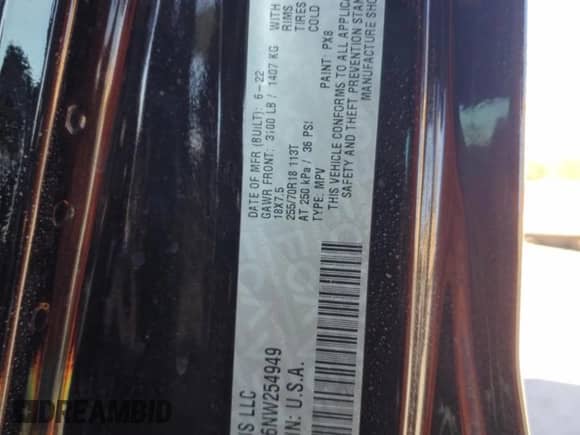 IS LLC
DATE OF MFR (BUILT): 6-22
GAWR FRONT: 3100 LB / 1407 KG WITH
18X7.5 RIMS
255/70R18 113T TIRES
AT 250 kPa / 36 PSI COLD
TYPE: MPV PAINT PX8
THIS VEHICLE CONFORMS TO ALL APPLICA
SAFETY AND THEFT PREVENTION STAN
MANUFACTURE SHO
6NW254949
IN: U.S.A.
DREAMBID